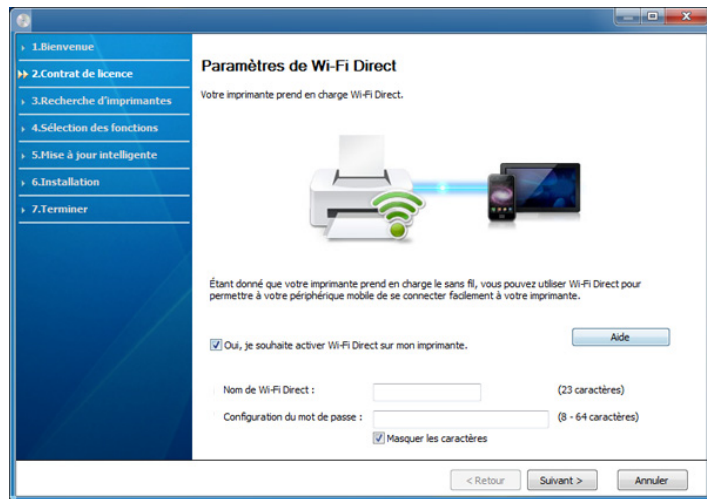 1.Bienvenue
2.Contrat de licence
3.Recherche d'imprimantes
4.Sélection des fonctions
5.Mise à jour intelligente
6.Installation
7.Terminer
Paramètres de Wi-Fi Direct
Votre imprimante prend en charge Wi-Fi Direct.
Étant donné que votre imprimante prend en charge le sans fil, vous pouvez utiliser Wi-Fi Direct pour
permettre à votre périphérique mobile de se connecter facilement à votre imprimante.
Oui, je souhaite activer Wi-Fi Direct sur mon imprimante.
Aide
Nom de Wi-Fi Direct : (23 caractères)
Configuration du mot de passe : (8 - 64 caractères)
Masquer les caractères
< Retour Suivant > Annuler